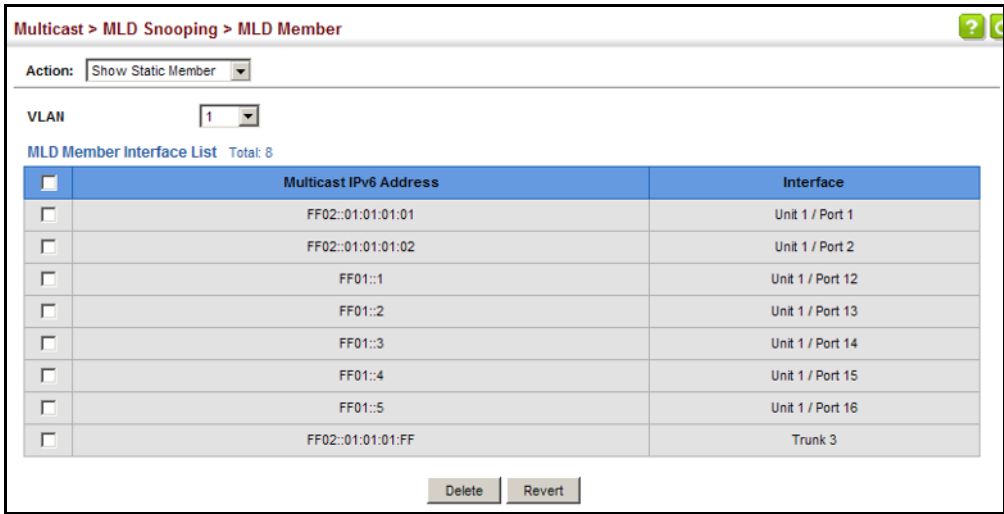 Multicast > MLD Snooping > MLD Member ?
Action: Show Static Member
VLAN 1
MLD Member Interface List Total: 8
Multicast IPv6 Address Interface
FF02::01:01:01:01 Unit 1 / Port 1
FF02::01:01:01:02 Unit 1 / Port 2
FF01::1 Unit 1 / Port 12
FF01::2 Unit 1 / Port 13
FF01::3 Unit 1 / Port 14
FF01::4 Unit 1 / Port 15
FF01::5 Unit 1 / Port 16
FF02::01:01:01:FF Trunk 3
Delete Revert